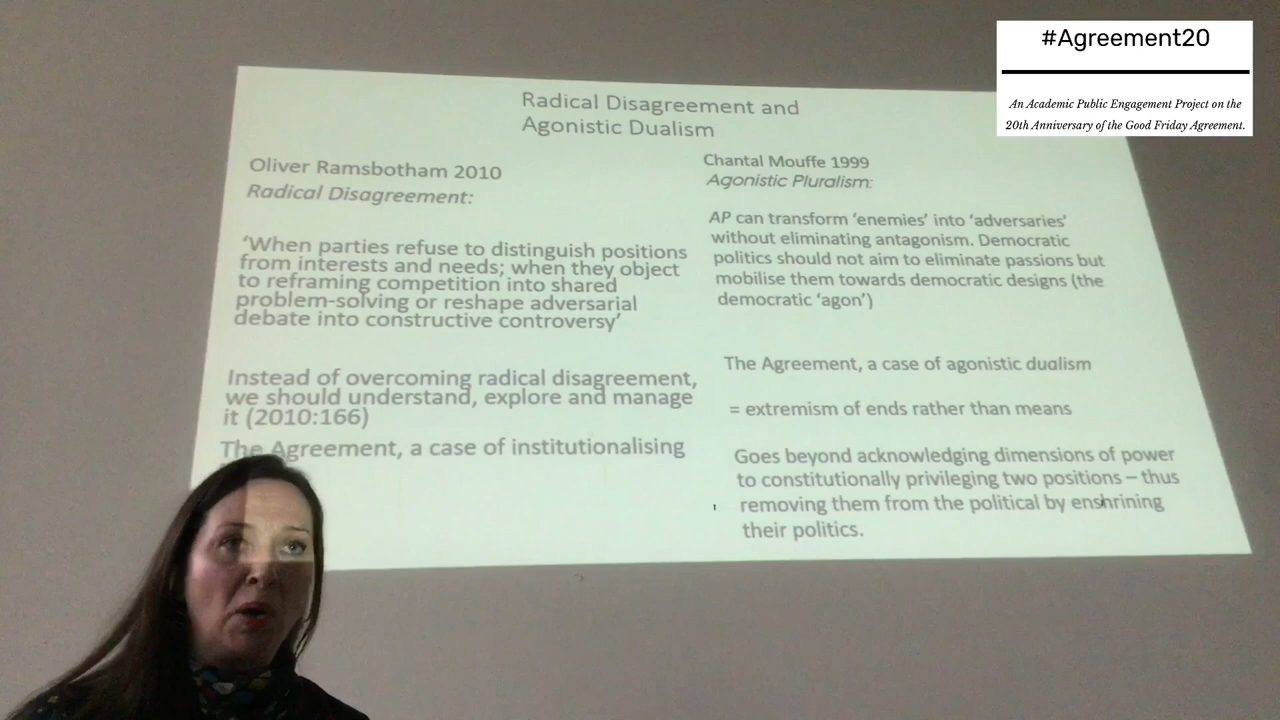 #Agreement20
An Academic Public Engagement Project on the
20th Anniversary of the Good Friday Agreement.
Radical Disagreement and
Agonistic Dualism
Oliver Ramsbotham 2010
Radical Disagreement:
‘When parties refuse to distinguish positions
from interests and needs; when they object
to reframing competition into shared
problem-solving or reshape adversarial
debate into constructive controversy’
Instead of overcoming radical disagreement,
we should understand, explore and manage
it (2010:166)
The Agreement, a case of institutionalising
Chantal Mouffe 1999
Agonistic Pluralism:
AP can transform ‘enemies’ into ‘adversaries’
without eliminating antagonism. Democratic
politics should not aim to eliminate passions but
mobilise them towards democratic designs (the
democratic ‘agon’)
The Agreement, a case of agonistic dualism
= extremism of ends rather than means
Goes beyond acknowledging dimensions of power
to constitutionally privileging two positions – thus
removing them from the political by enshrining
their politics.